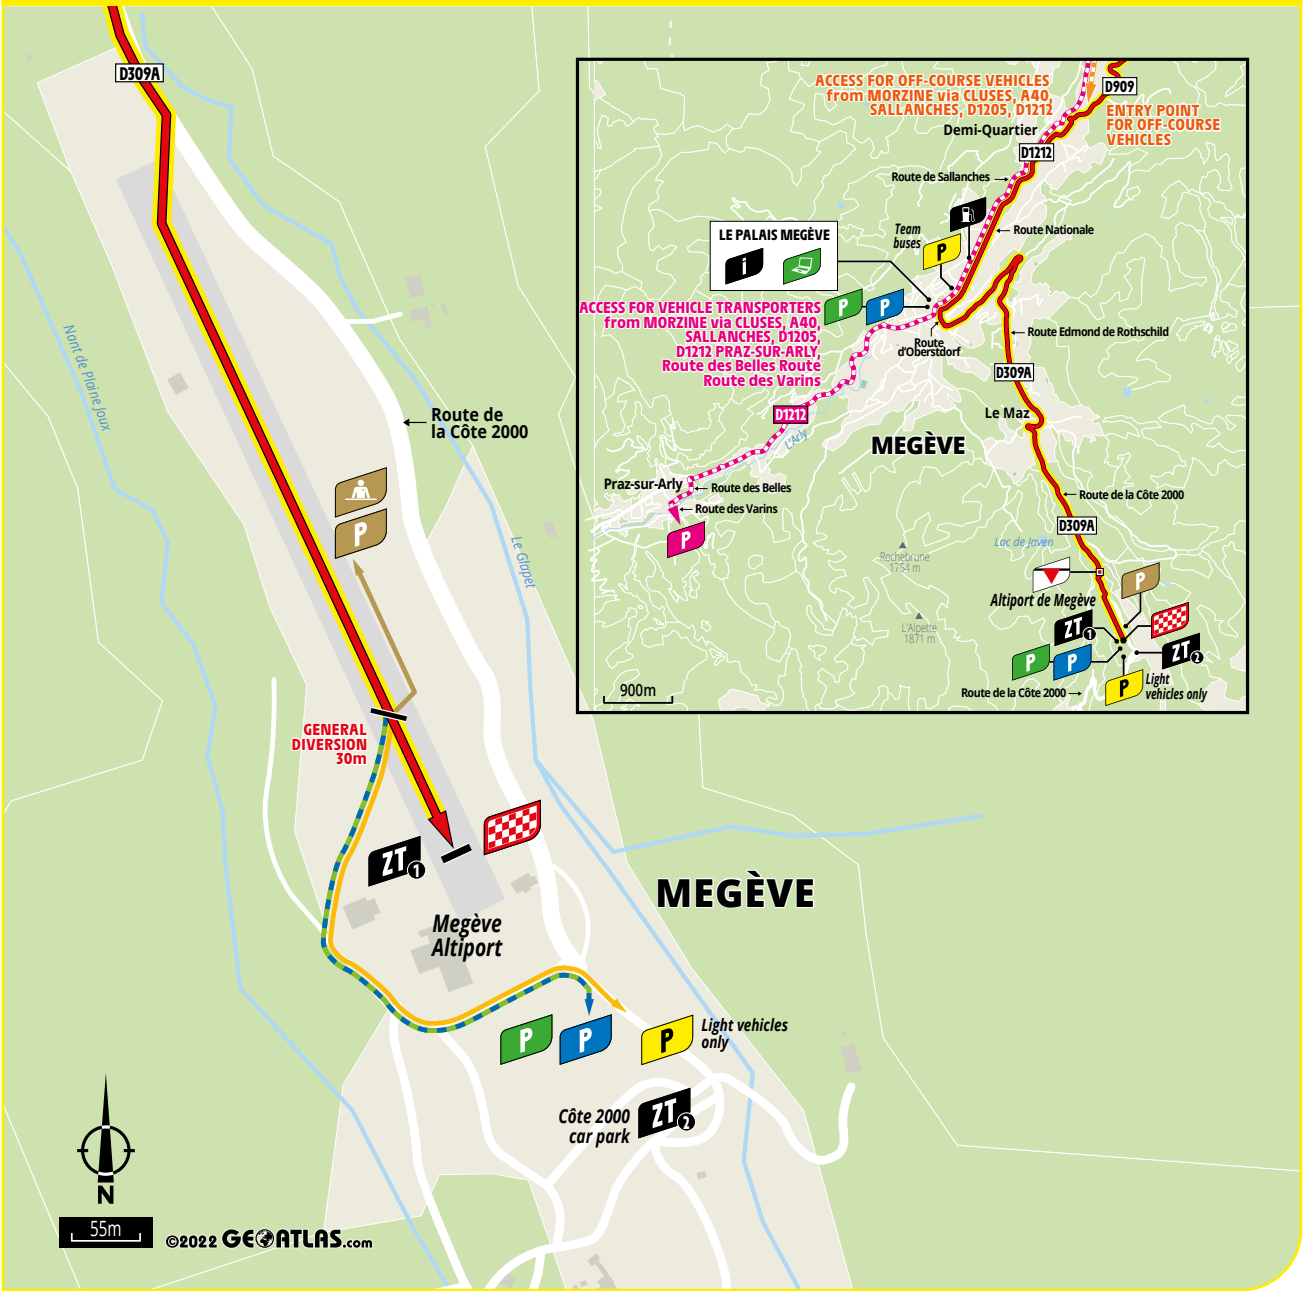 D309A
Nant de Plaine Joux
Route de
la Côte 2000
P
Le Glapet
GENERAL
DIVERSION
30m
ZT 1
Megève
Altiport
MEGÈVE
P
P
P
Light vehicles
only
Côte 2000
car park
ZT 2
N
55m
©2022 GEOATLAS.com
ACCESS FOR OFF-COURSE VEHICLES
from MORZINE via CLUSES, A40,
SALLANCHES, D1205, D1212
D909
ENTRY POINT
FOR OFF-COURSE
VEHICLES
Demi-Quartier
D1212
Route de Sallanches
Team
buses
P
Route Nationale
LE PALAIS MEGÈVE
i
P
P
ACCESS FOR VEHICLE TRANSPORTERS
from MORZINE via CLUSES, A40,
SALLANCHES, D1205,
D1212 PRAZ-SUR-ARLY,
Route des Belles Route
Route des Varins
Route
d'Oberstdorf
Route Edmond de Rothschild
D309A
D1212
L'Arly
Le Maz
MEGÈVE
Praz-sur-Arly
Route des Belles
Route des Varins
P
Route de la Côte 2000
D309A
Lac de Javen
Rochebrune
1754 m
Altiport de Megève
P
L'Alpette
1871 m
ZT 1
ZT 2
P
P
P
Light
vehicles only
Route de la Côte 2000
900m